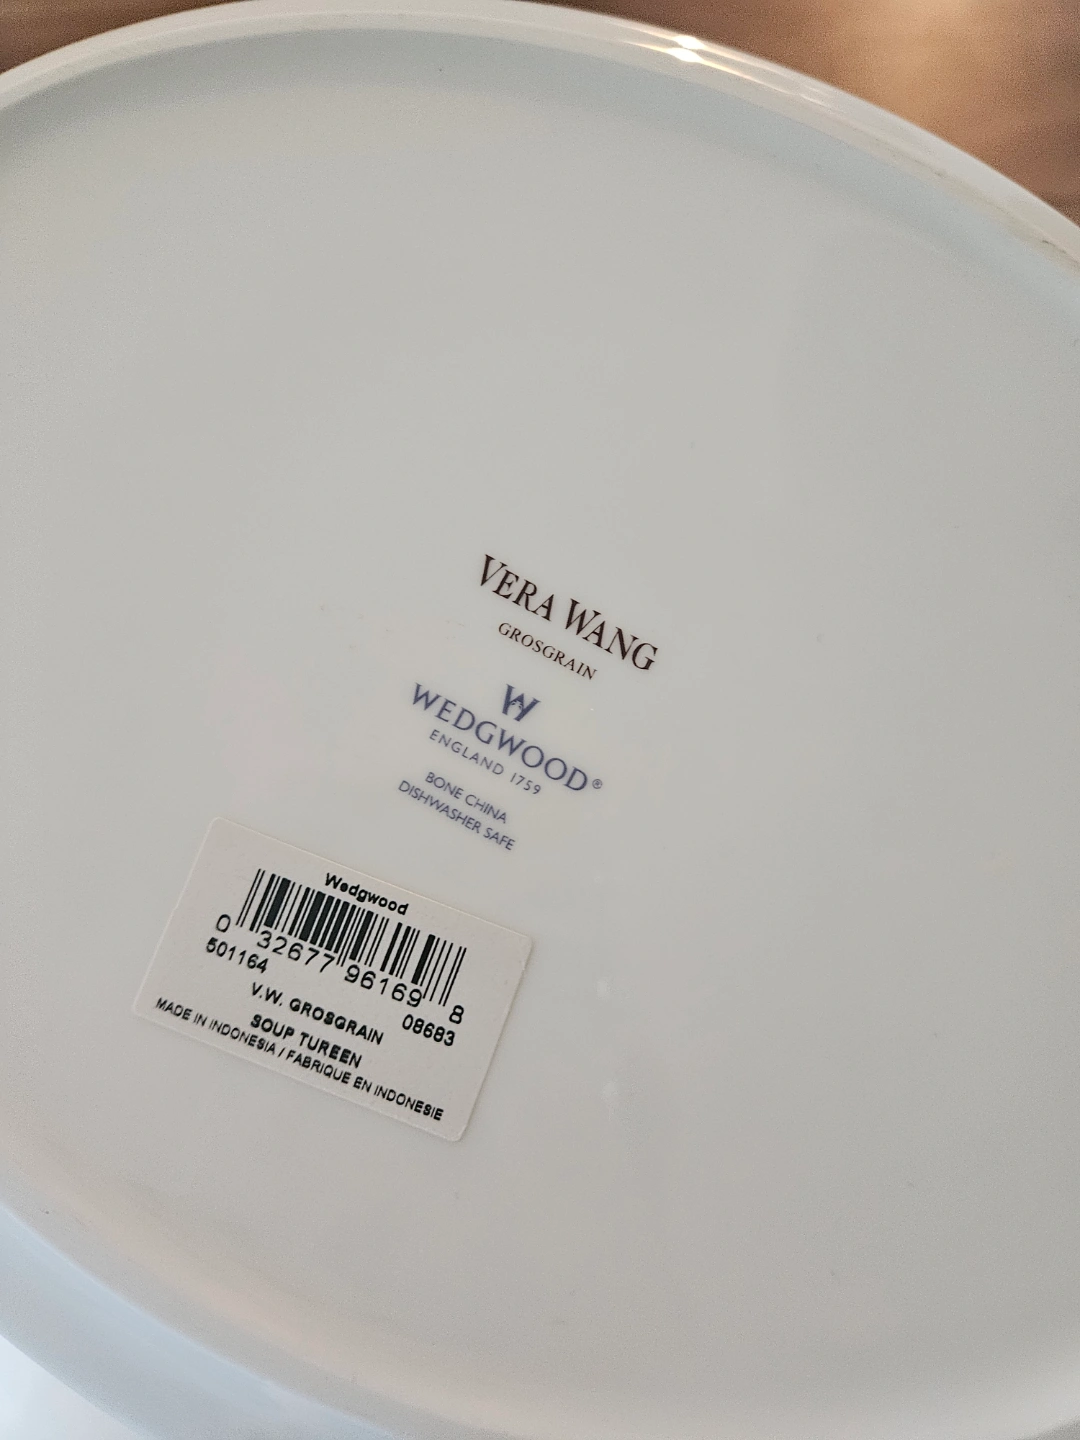 VERA WANG
GROSGRAIN
W
WEDGWOOD®
ENGLAND 1759
BONE CHINA
DISHWASHER SAFE
Wedgwood
0 32677 96169 8
501164 08683
V.W. GROSGRAIN
SOUP TUREEN
MADE IN INDONESIA / FABRIQUE EN INDONESIE